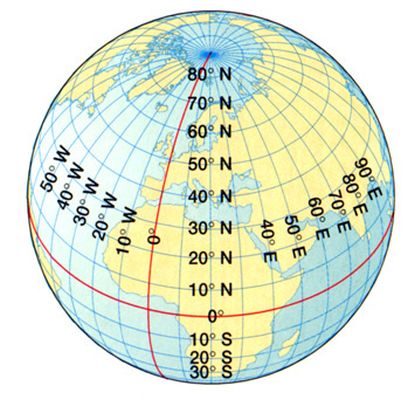 80° N
70° N
60° N
50° N
40° N
30° N
20° N
10° N
0°
10° S
20° S
30° S
50° W
40° W
30° W
20° W
10° W
0°
40° E
50° E
60° E
70° E
80° E
90° E